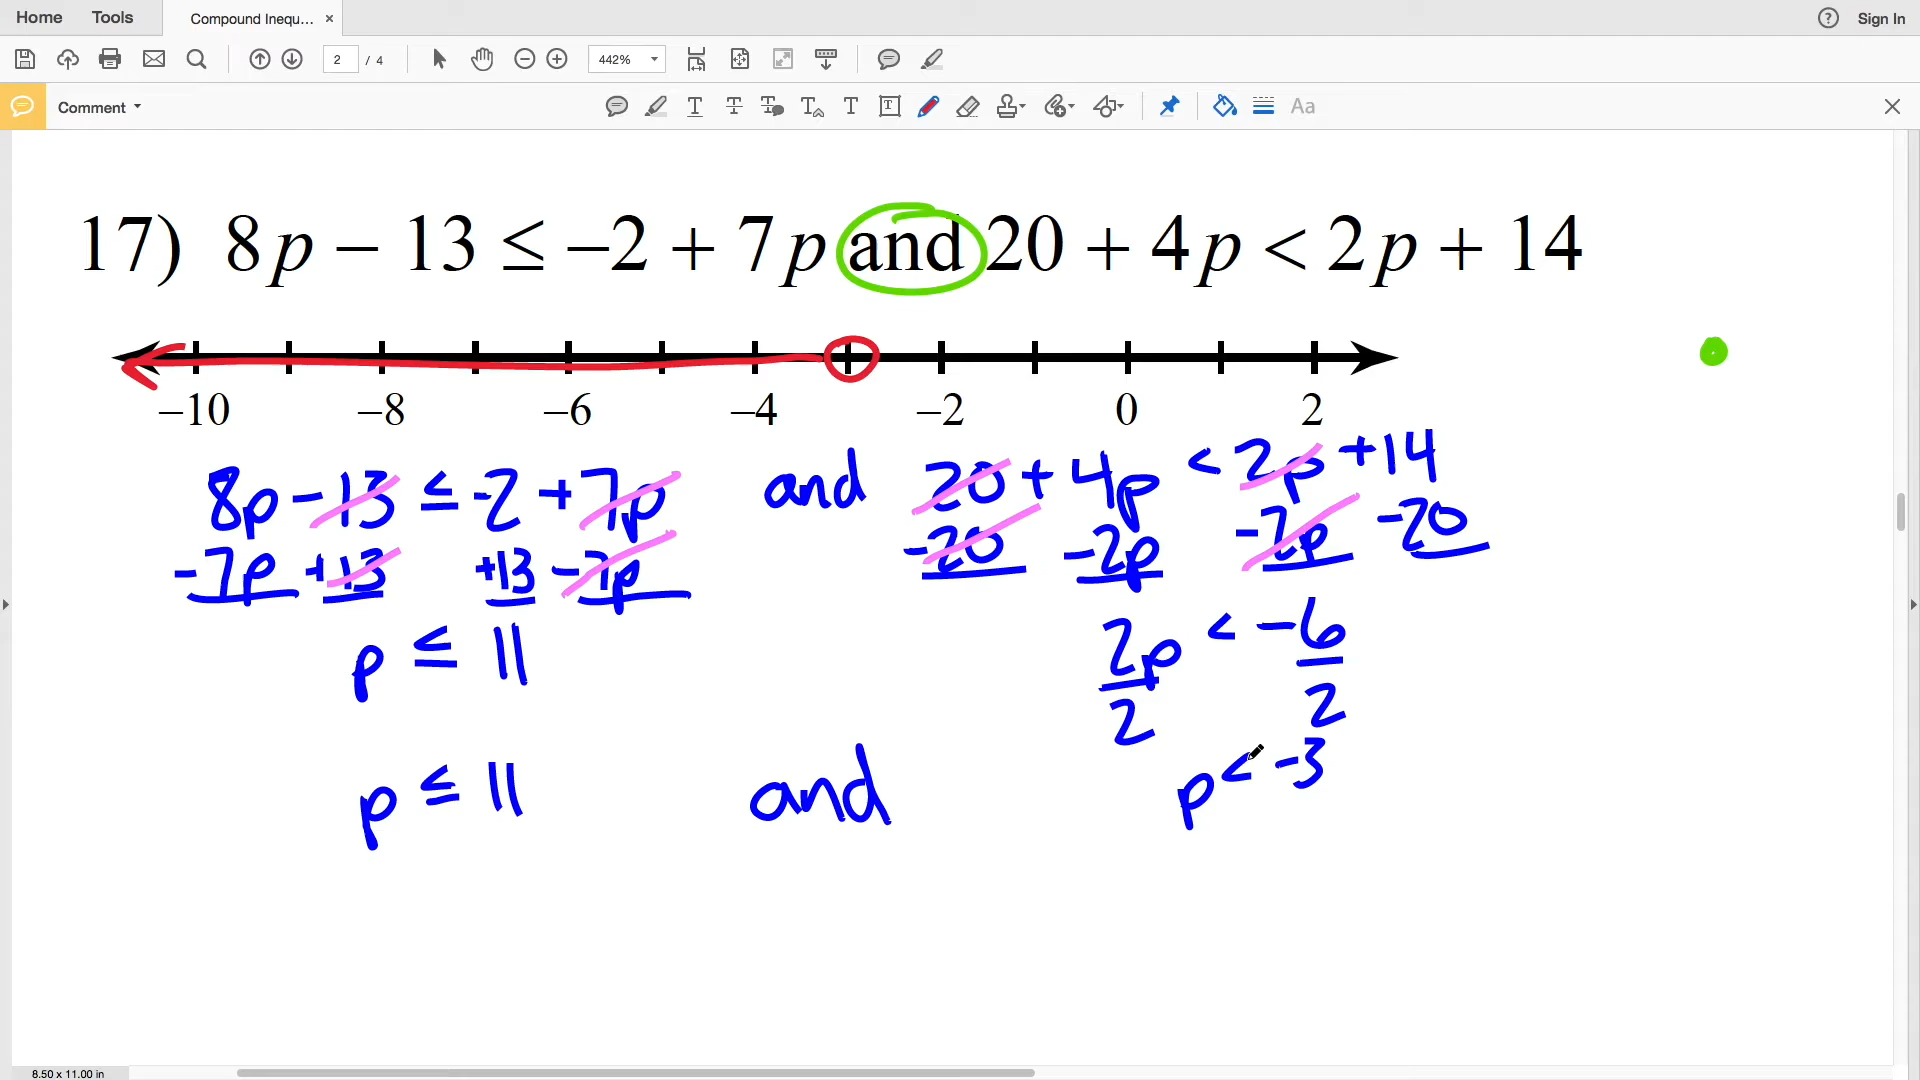 Home Tools Compound Inequ... × ? Sign In
2 / 4 442%
Comment T T T T T T Aa
17) 8p − 13 ≤ −2 + 7p and 20 + 4p < 2p + 14
−10 −8 −6 −4 −2 0 2
8p − 13 ≤ -2 + 7p and 20 + 4p < 2p + 14
-7p +13 +13 -7p -20 -2p -2p -20
p ≤ 11 2p < -6
2 2
p ≤ 11 and p < -3
8.50 x 11.00 in